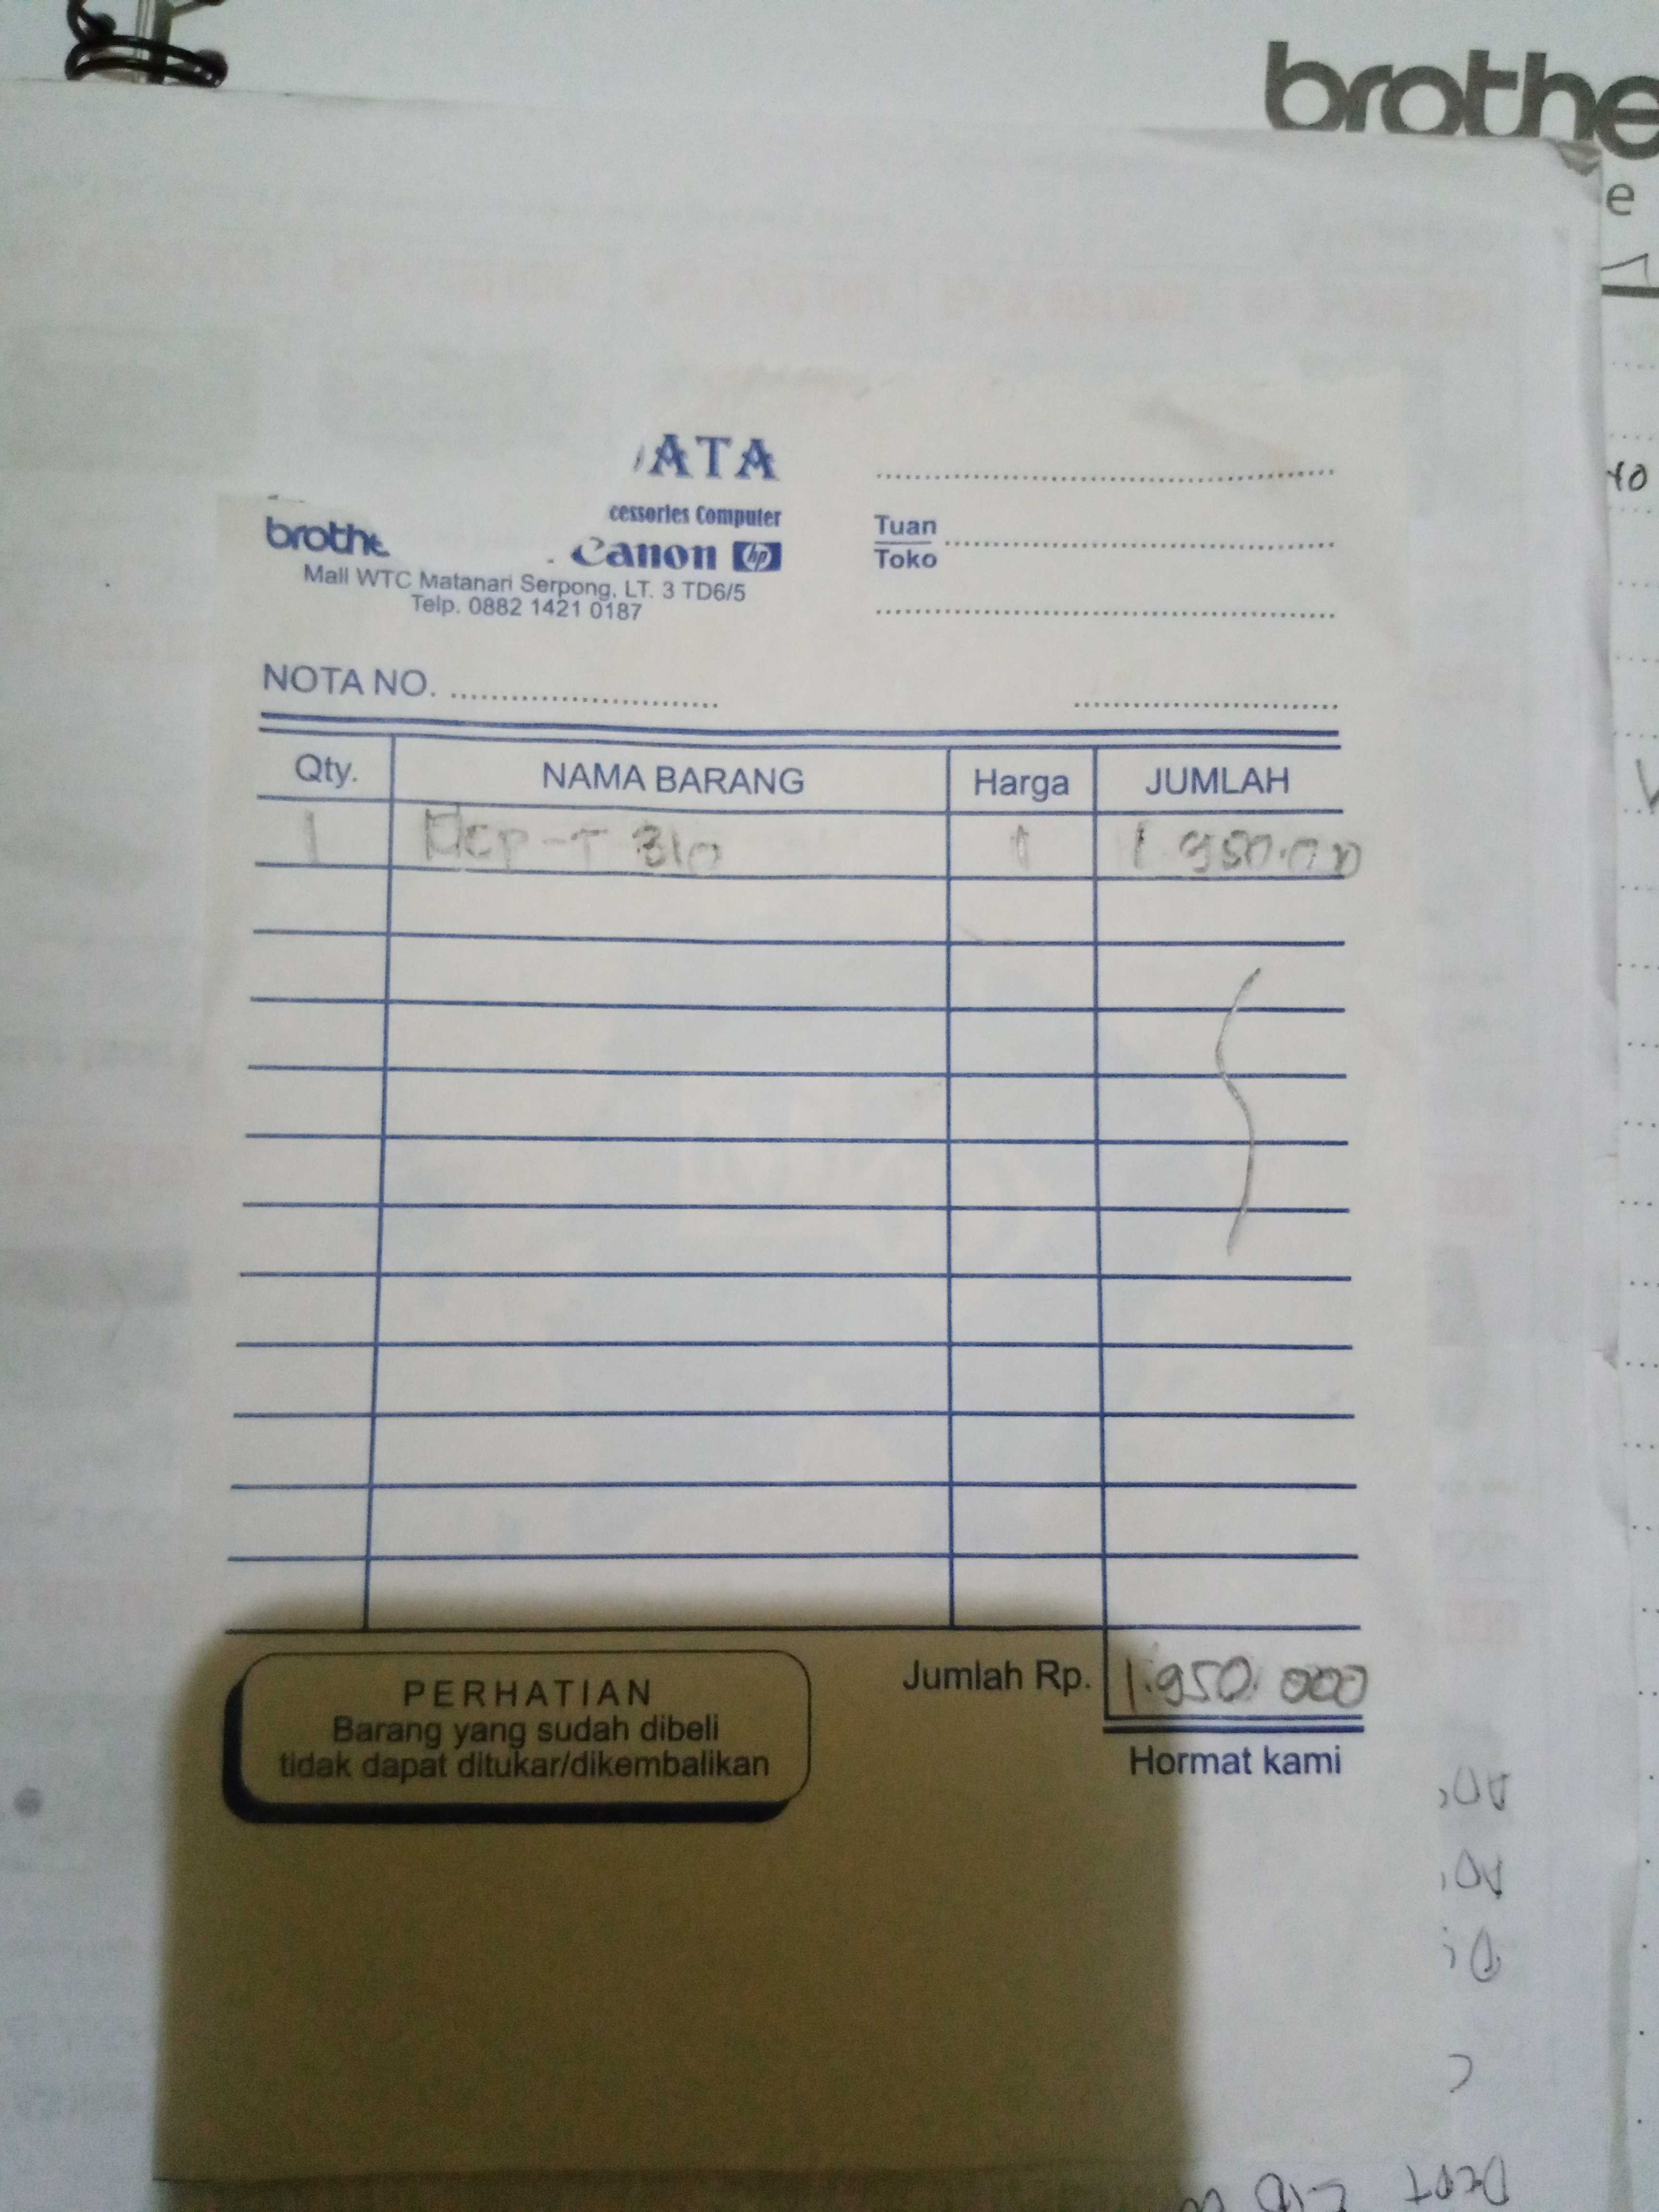 brothe
ATA
cessories Computer
brothe Canon hp
Mall WTC Matanari Serpong, LT. 3 TD6/5
Telp. 0882 1421 0187
Tuan
Toko
NOTA NO.
Qty. NAMA BARANG Harga JUMLAH
1 DCP-T 310 1 1.950.000
Jumlah Rp. 1.950.000
PERHATIAN
Barang yang sudah dibeli
tidak dapat ditukar/dikembalikan
Hormat kami